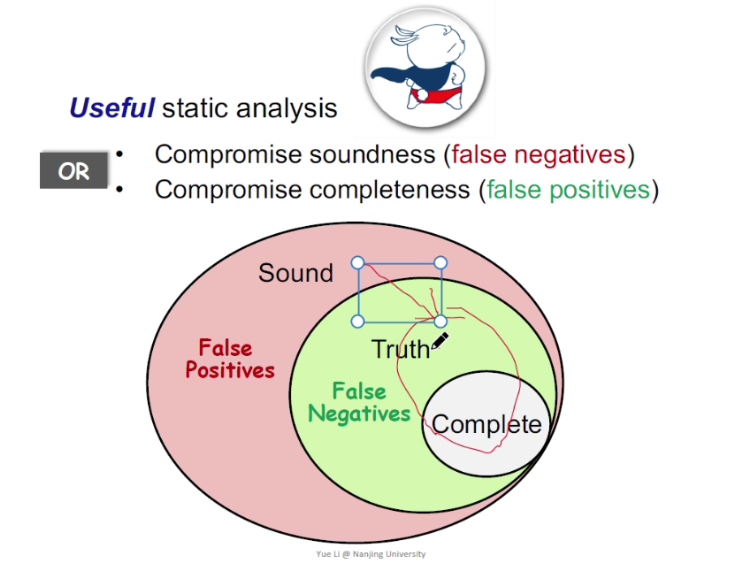 Useful static analysis
OR
• Compromise soundness (false negatives)
• Compromise completeness (false positives)
Sound
False
Positives
Truth
False
Negatives
Complete
Yue Li @ Nanjing University